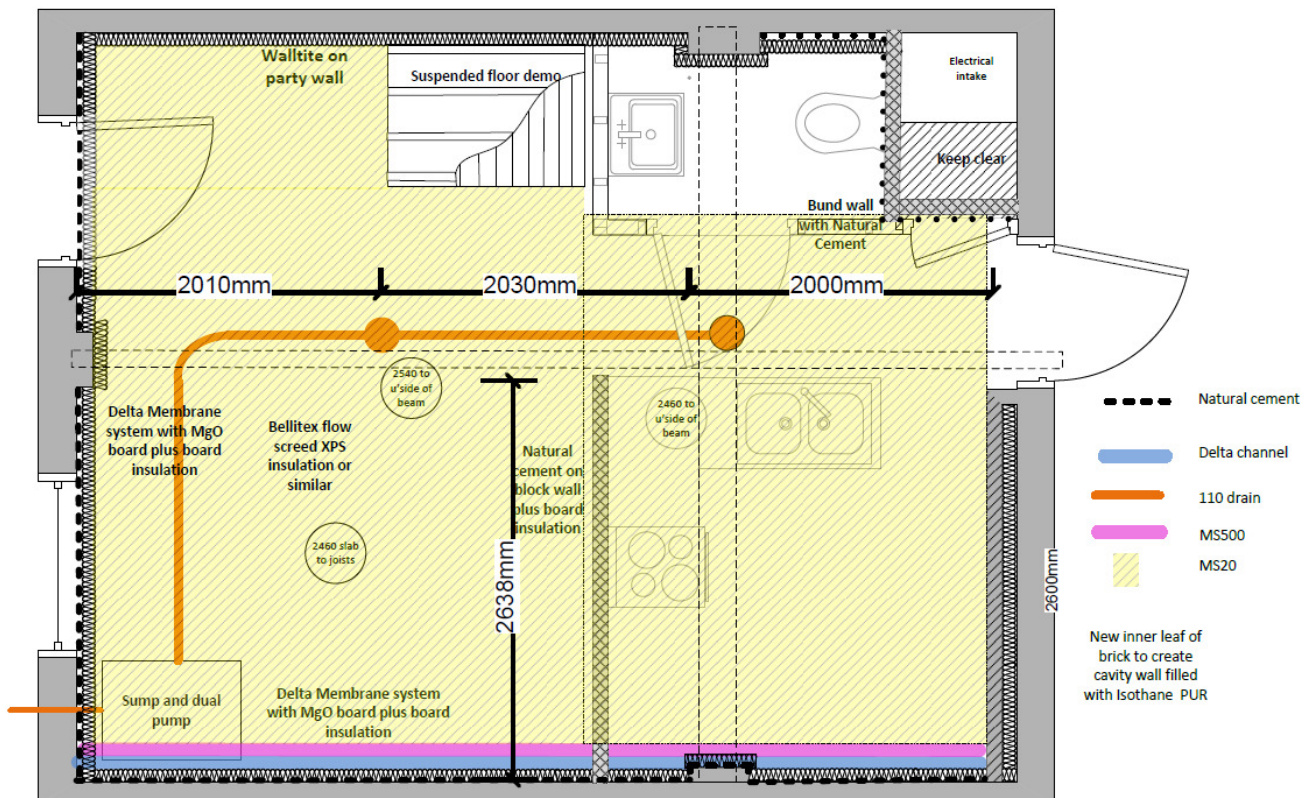 Walltite on
party wall
Suspended floor demo
Electrical
intake
Keep clear
Bund wall
with Natural
Cement
2010mm
2030mm
2000mm
2540 to
u'side of
beam
2460 to
u'side of
beam
Delta Membrane
system with MgO
board plus board
insulation
Bellitex flow
screed XPS
insulation or
similar
Natural
cement on
block wall
plus board
insulation
2460 slab
to joists
2638mm
2600mm
Sump and dual
pump
Delta Membrane system
with MgO board plus board
insulation
Natural cement
Delta channel
110 drain
MS500
MS20
New inner leaf of
brick to create
cavity wall filled
with Isothane PUR